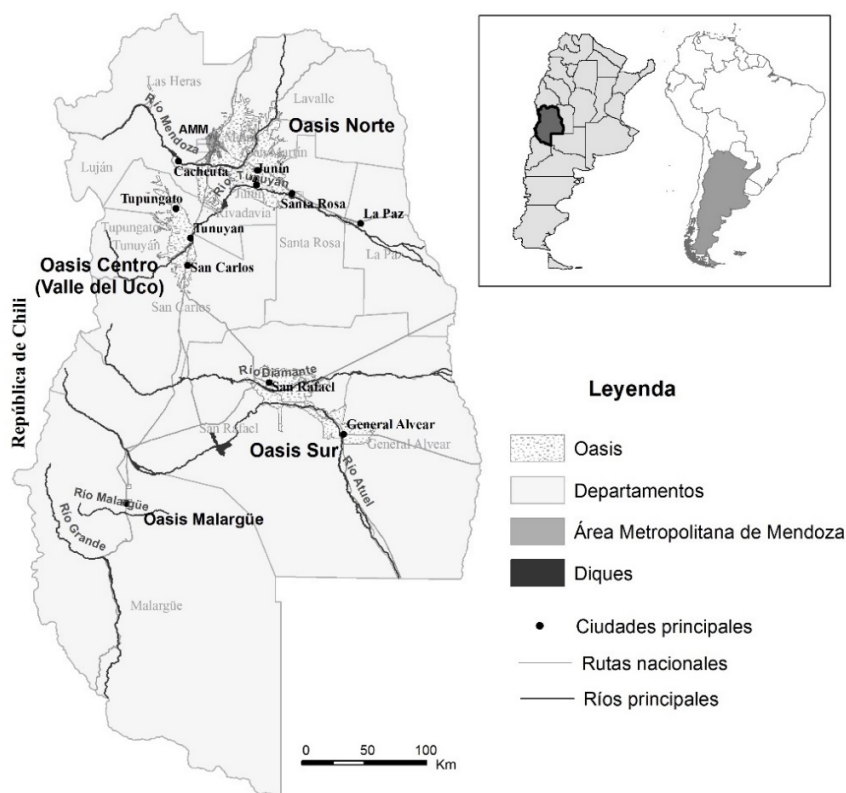 Las Heras
Río Mendoza
AMM
Lavalle
Oasis Norte
Luján
Cacheuta
Junín
Río Tunuyán
Junín
Santa Rosa
Rivadavia
Tupungato
La Paz
Tupungato
Tunuyán
Tunuyán
Santa Rosa
La Paz
Oasis Centro
(Valle del Uco)
San Carlos
San Carlos
República de Chili
Río Diamante
San Rafael
San Rafael
General Alvear
General Alvear
Oasis Sur
Río Atuel
Río Malargüe
Oasis Malargüe
Río Grande
Malargüe
0 50 100
Km
Leyenda
Oasis
Departamentos
Área Metropolitana de Mendoza
Diques
Ciudades principales
Rutas nacionales
Ríos principales